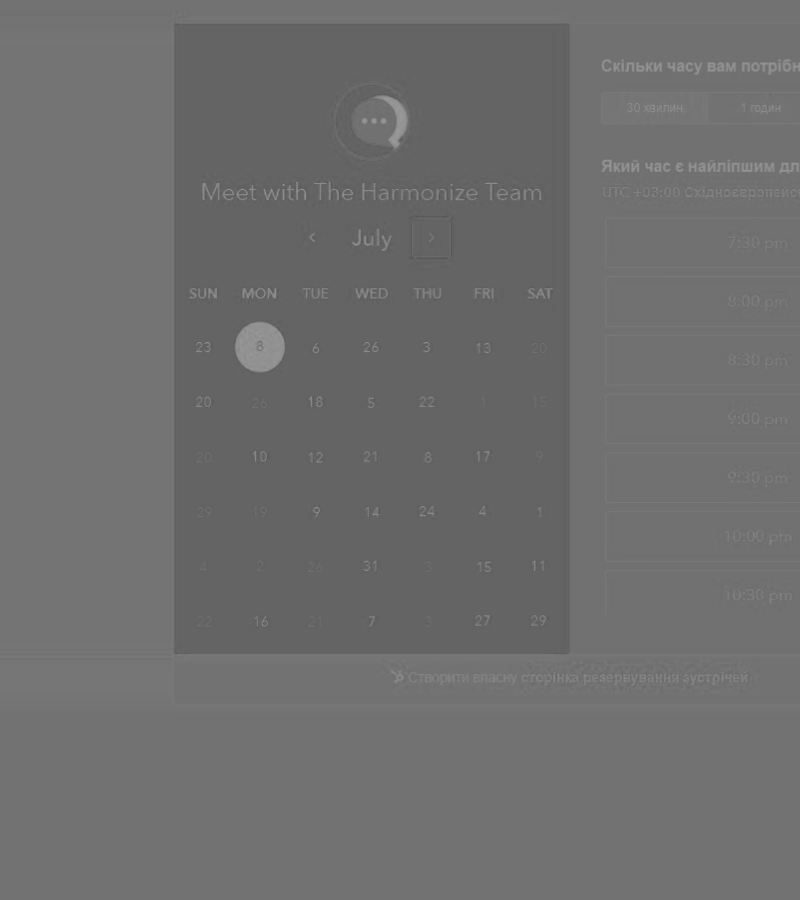 Meet with The Harmonize Team
July
SUN MON TUE WED THU FRI SAT
23 8 6 26 3 13 20
20 26 18 5 22 1 15
20 10 12 21 8 17 9
29 19 9 14 24 4 1
4 2 26 31 3 15 11
22 16 21 7 3 27 29
Скільки часу вам потрібн
30 хвилин 1 годин
Який час є найліпшим дл
UTC +03:00 Східноєвропейс
7:30 pm
8:00 pm
8:30 pm
9:00 pm
9:30 pm
10:00 pm
10:30 pm
Створити власну сторінка резервування зустрічей